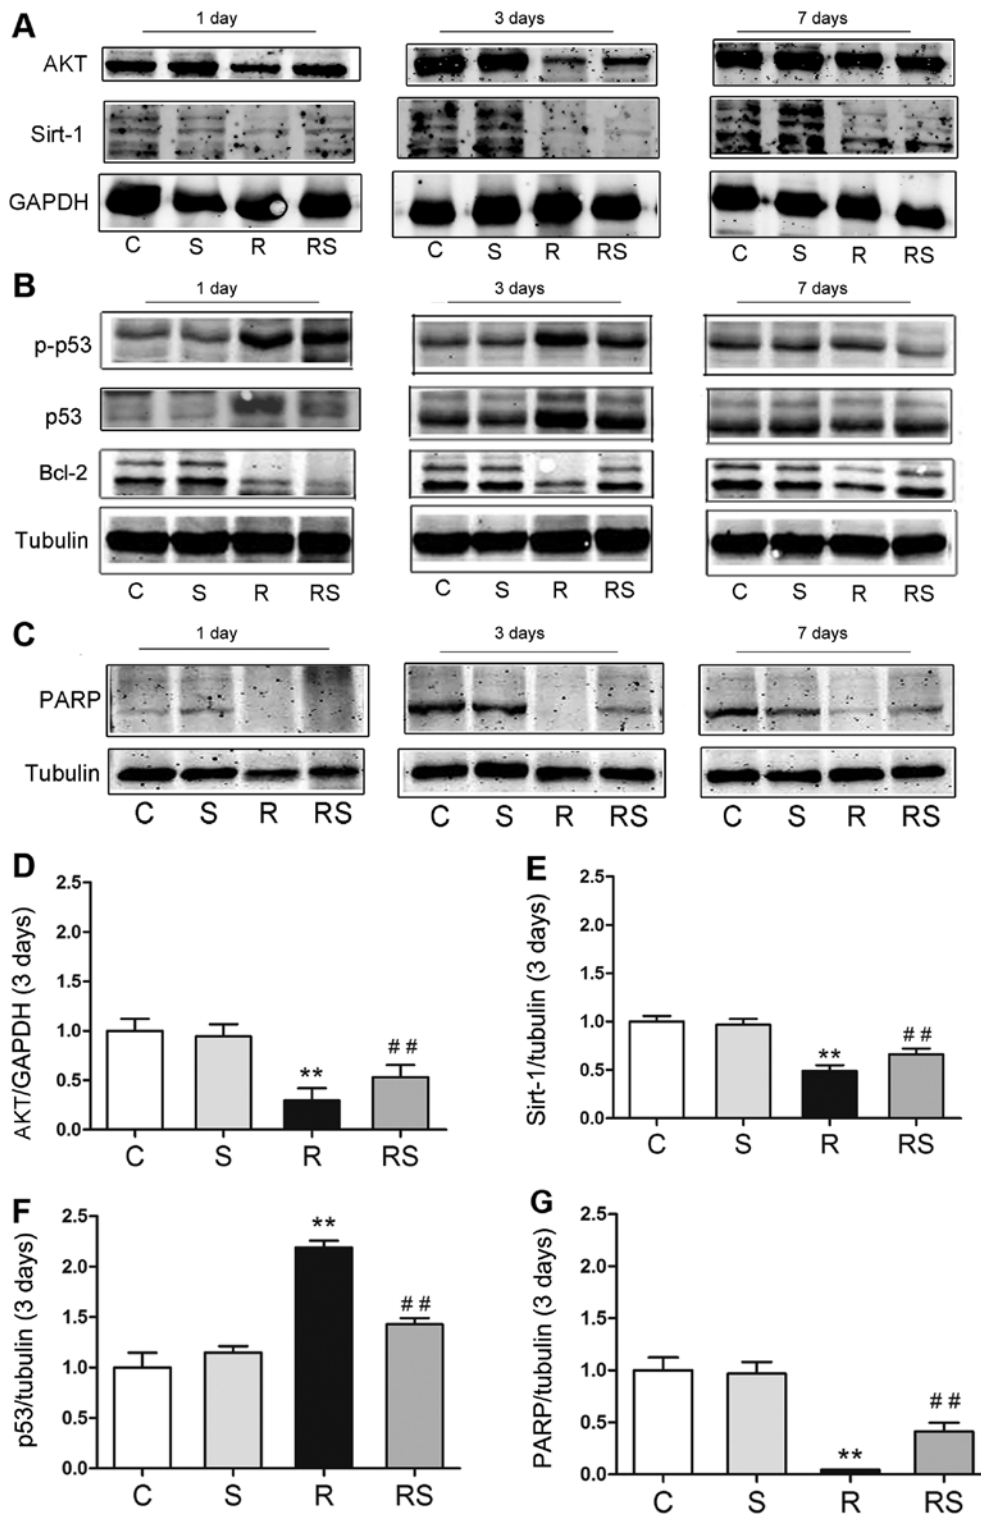 A
1 day
3 days
7 days
AKT
Sirt-1
GAPDH
C S R RS
C S R RS
C S R RS
B
1 day
3 days
7 days
p-p53
p53
Bcl-2
Tubulin
C S R RS
C S R RS
C S R RS
C
1 day
3 days
7 days
PARP
Tubulin
C S R RS
C S R RS
C S R RS
D
AKT/GAPDH (3 days)
2.5
2.0
1.5
1.0
0.5
0.0
**
# #
C S R RS
E
Sirt-1/tubulin (3 days)
2.5
2.0
1.5
1.0
0.5
0.0
**
# #
C S R RS
F
p53/tubulin (3 days)
2.5
2.0
1.5
1.0
0.5
0.0
**
# #
C S R RS
G
PARP/tubulin (3 days)
2.5
2.0
1.5
1.0
0.5
0.0
**
# #
C S R RS